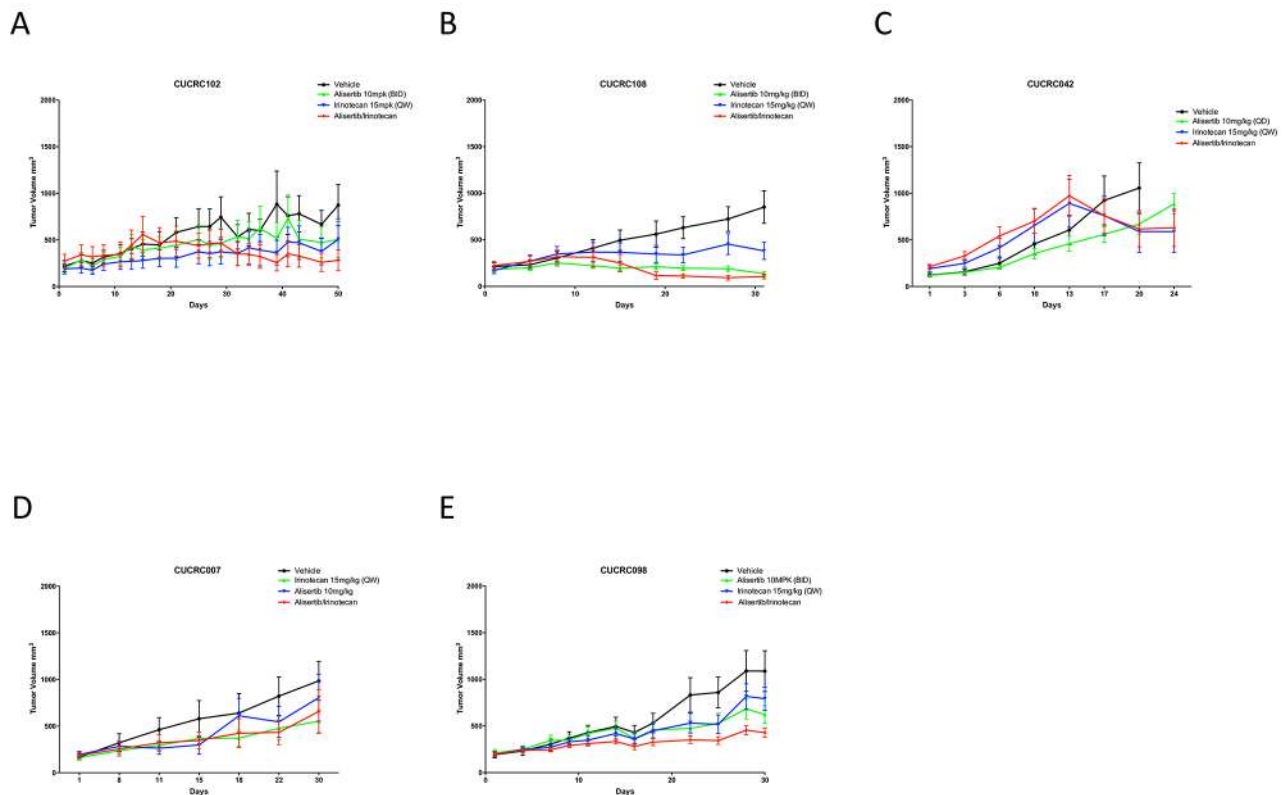 A
CUCRC102
Vehicle
Alisertib 10mpk (BID)
Irinotecan 15mpk (QW)
Alisertib/Irinotecan
Tumor Volume mm³
2000
1500
1000
500
0
0 10 20 30 40 50
Days
B
CUCRC108
Vehicle
Alisertib 10mg/kg (BID)
Irinotecan 15mg/kg (QW)
Alisertib/Irinotecan
Tumor Volume mm³
2000
1500
1000
500
0
0 10 20 30
Days
C
CUCRC042
Vehicle
Alisertib 10mg/kg (QD)
Irinotecan 15mg/kg (QW)
Alisertib/Irinotecan
Tumor Volume mm³
2000
1500
1000
500
0
1 3 6 10 13 17 20 24
Days
D
CUCRC007
Vehicle
Irinotecan 15mg/kg (QW)
Alisertib 10mg/kg
Alisertib/Irinotecan
Tumor Volume mm³
2000
1500
1000
500
0
1 8 11 15 18 22 30
Days
E
CUCRC098
Vehicle
Alisertib 10MPK (BID)
Irinotecan 15mg/kg (QW)
Alisertib/Irinotecan
Tumor Volume mm³
2000
1500
1000
500
0
0 10 20 30
Days